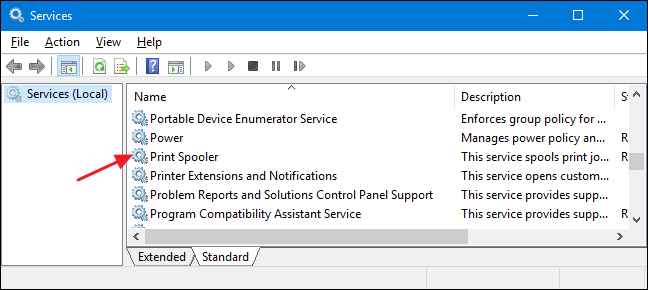 Services
File Action View Help
Services (Local)
Name Description St
Portable Device Enumerator Service Enforces group policy for ...
Power Manages power policy an... R
Print Spooler This service spools print jo... R
Printer Extensions and Notifications This service opens custom...
Problem Reports and Solutions Control Panel Support This service provides supp...
Program Compatibility Assistant Service This service provides supp... R
Extended Standard